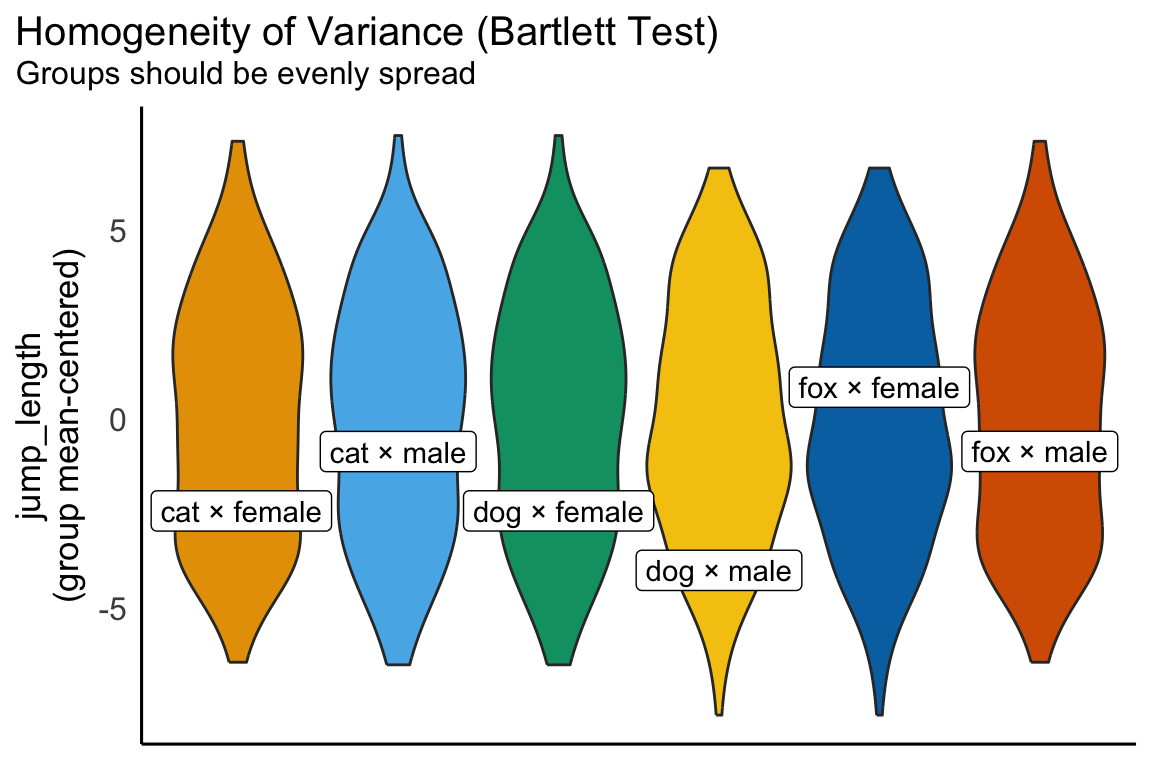 Homogeneity of Variance (Bartlett Test)
Groups should be evenly spread
jump_length
(group mean-centered)
5
0
-5
cat × female
cat × male
dog × female
dog × male
fox × female
fox × male